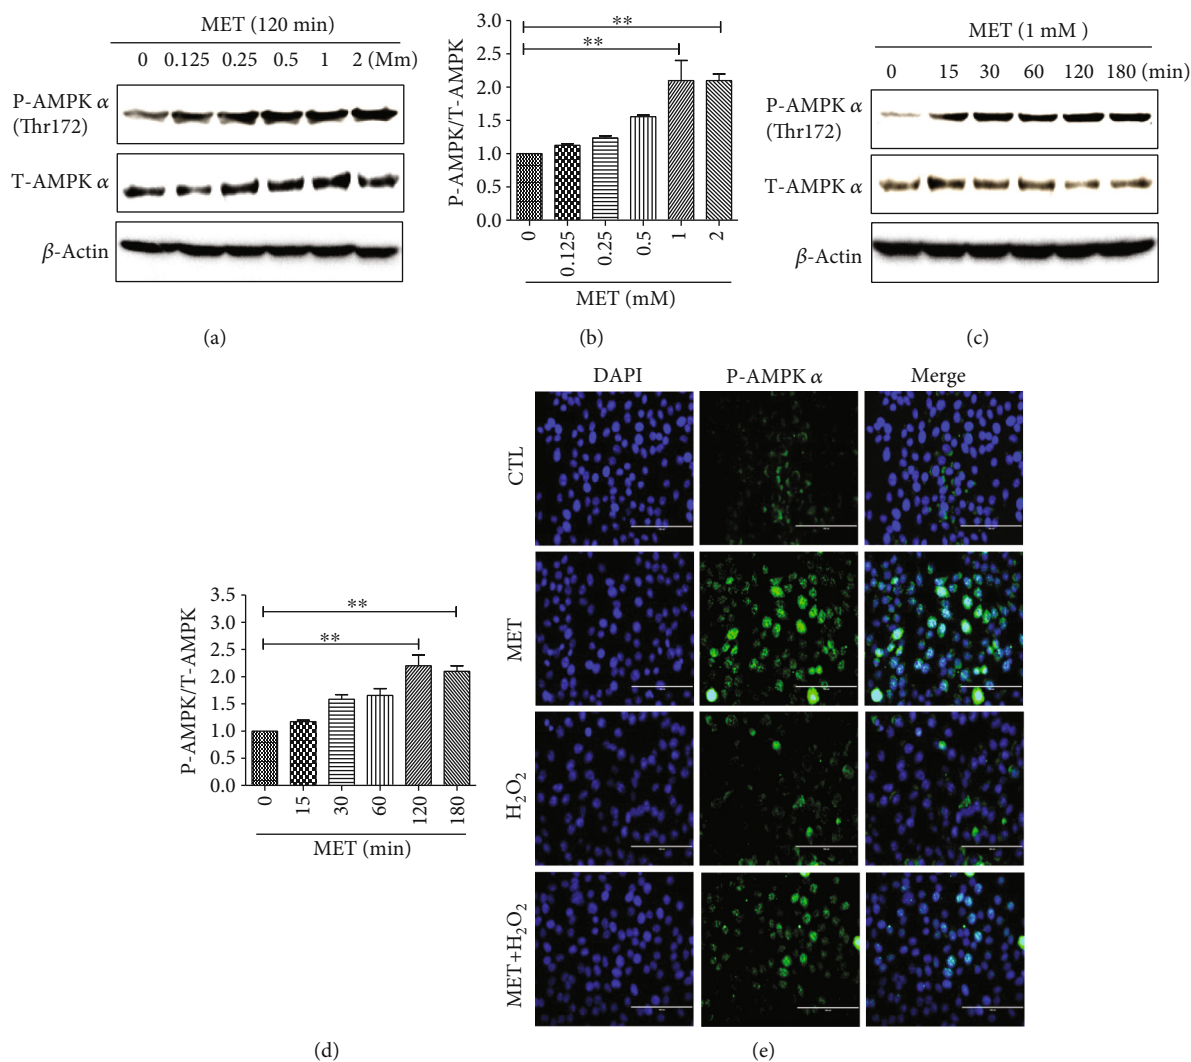 MET (120 min)
0 0.125 0.25 0.5 1 2 (Mm)
P-AMPK α
(Thr172)
T-AMPK α
β-Actin
(a)
P-AMPK/T-AMPK
3.0
2.5
2.0
1.5
1.0
0.5
0.0
**
**
0 0.125 0.25 0.5 1 2
MET (mM)
(b)
MET (1 mM )
0 15 30 60 120 180 (min)
P-AMPK α
(Thr172)
T-AMPK α
β-Actin
(c)
P-AMPK/T-AMPK
3.5
3.0
2.5
2.0
1.5
1.0
0.5
0.0
**
**
0 15 30 60 120 180
MET (min)
(d)
DAPI P-AMPK α Merge
CTL
MET
H₂O₂
MET+H₂O₂
(e)